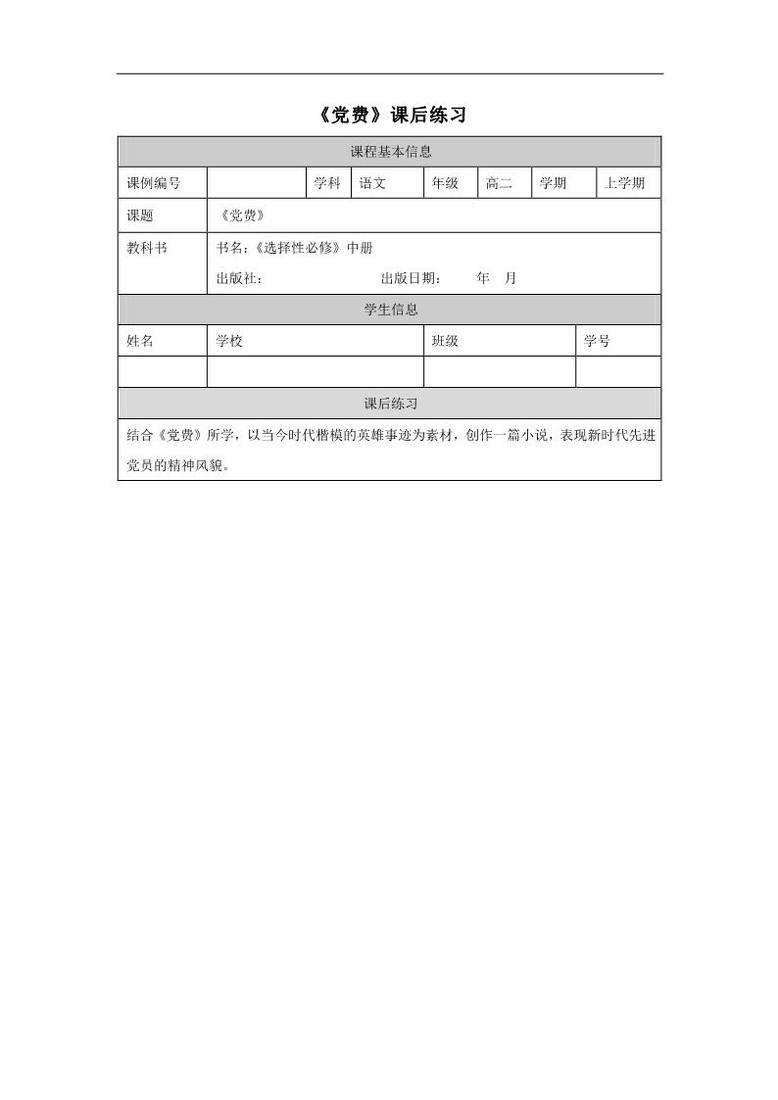 《党费》课后练习
课程基本信息
课例编号 学科 语文 年级 高二 学期 上学期
课题 《党费》
教科书 书名：《选择性必修》中册
出版社： 出版日期： 年 月
学生信息
姓名 学校 班级 学号
课后练习
结合《党费》所学，以当今时代楷模的英雄事迹为素材，创作一篇小说，表现新时代先进
党员的精神风貌。